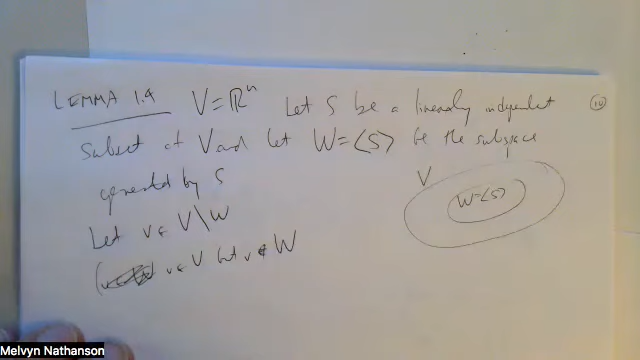 LEMMA 1.4 V = ℝⁿ Let S be a linearly independent
subset of V and let W = ⟨S⟩ be the subspace
generated by S
Let v ∈ V \ W
( v ∈ V but v ∉ W
V
W=⟨S⟩
Melvyn Nathanson